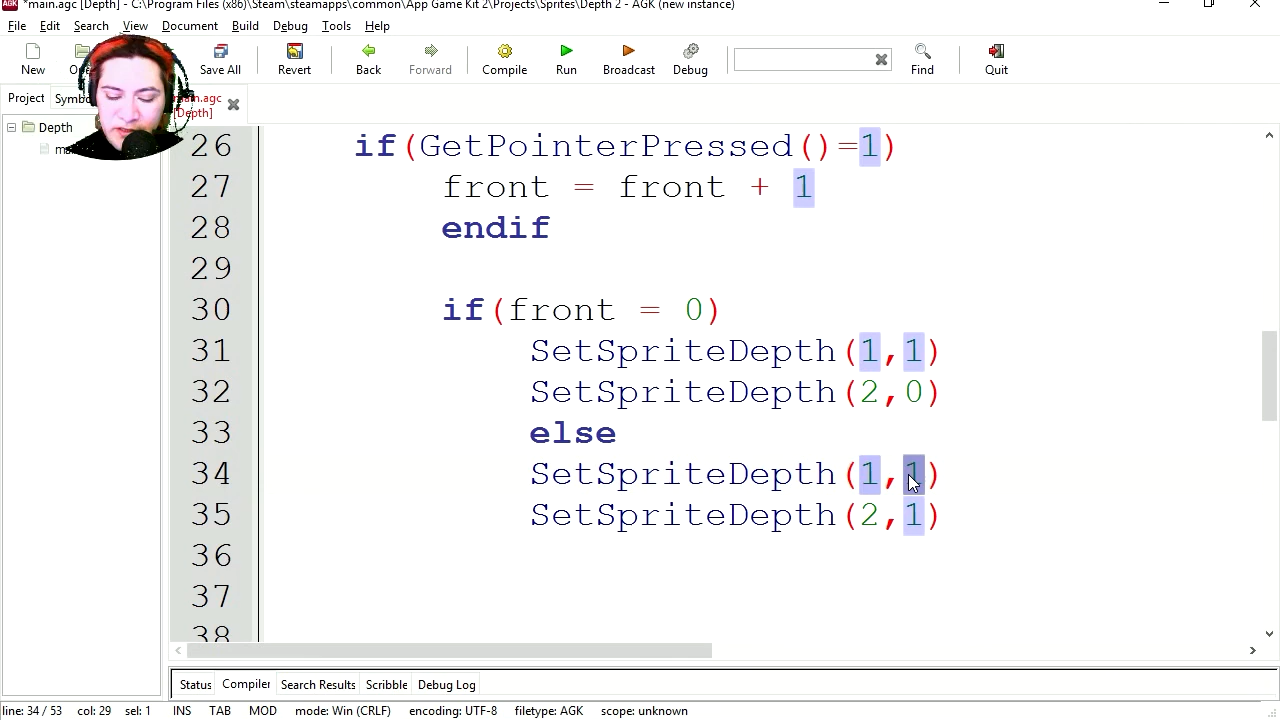 *main.agc [Depth] - C:\Program Files (x86)\Steam\steamapps\common\App Game Kit 2\Projects\Sprites\Depth 2 - AGK (new instance)
File Edit Search View Document Build Debug Tools Help
New Save All Revert Back Forward Compile Run Broadcast Debug Find Quit
Project main.agc
[Depth]
Depth
26 if(GetPointerPressed()=1)
27 front = front + 1
28 endif
29
30 if(front = 0)
31 SetSpriteDepth(1,1)
32 SetSpriteDepth(2,0)
33 else
34 SetSpriteDepth(1,1)
35 SetSpriteDepth(2,1)
36
37
38
Status Compiler Search Results Scribble Debug Log
line: 34 / 53 col: 29 sel: 1 INS TAB MOD mode: Win (CRLF) encoding: UTF-8 filetype: AGK scope: unknown